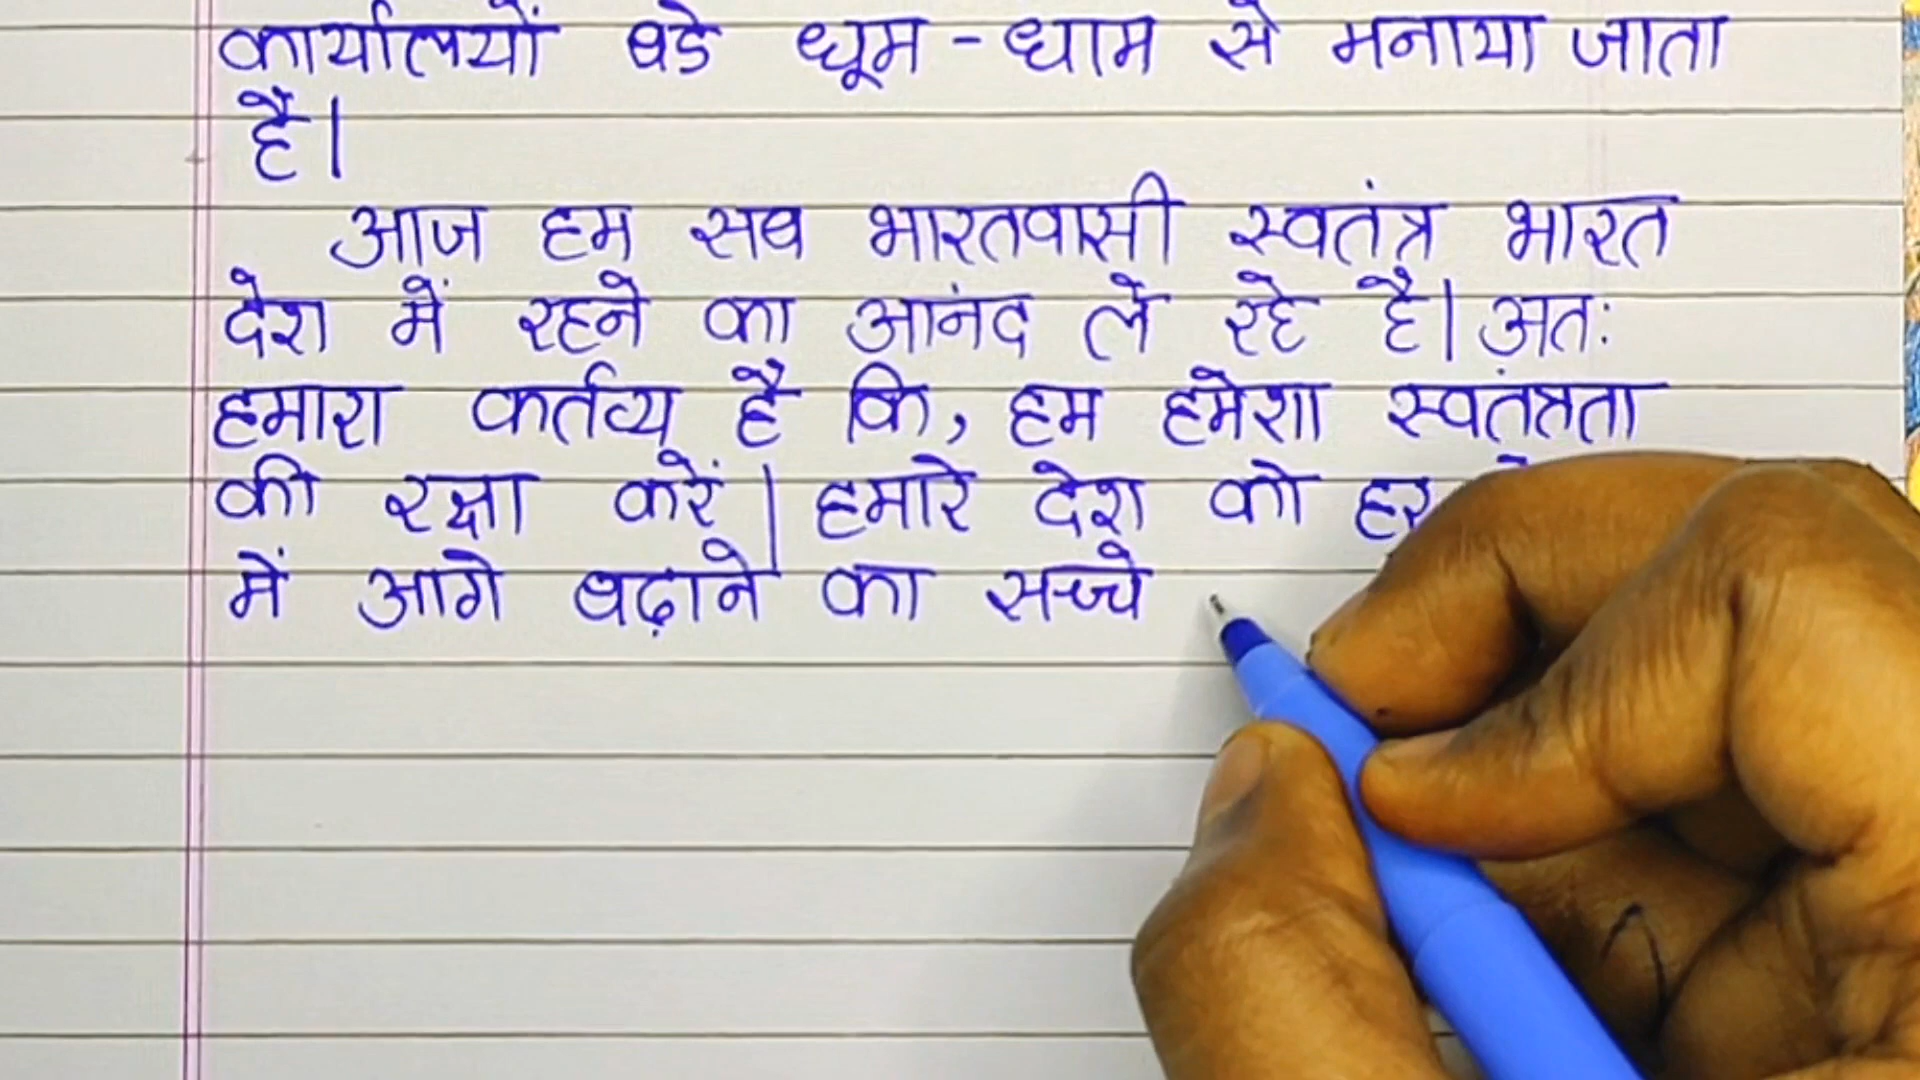 कार्यालयों बडे धूम-धाम से मनाया जाता
है।
आज हम सब भारतवासी स्वतंत्र भारत
देश में रहने का आनंद ले रहे है। अतः
हमारा कर्तव्य है कि, हम हमेशा स्वतंत्रता
की रक्षा करें। हमारे देश को हर
में आगे बढ़ाने का सच्चे